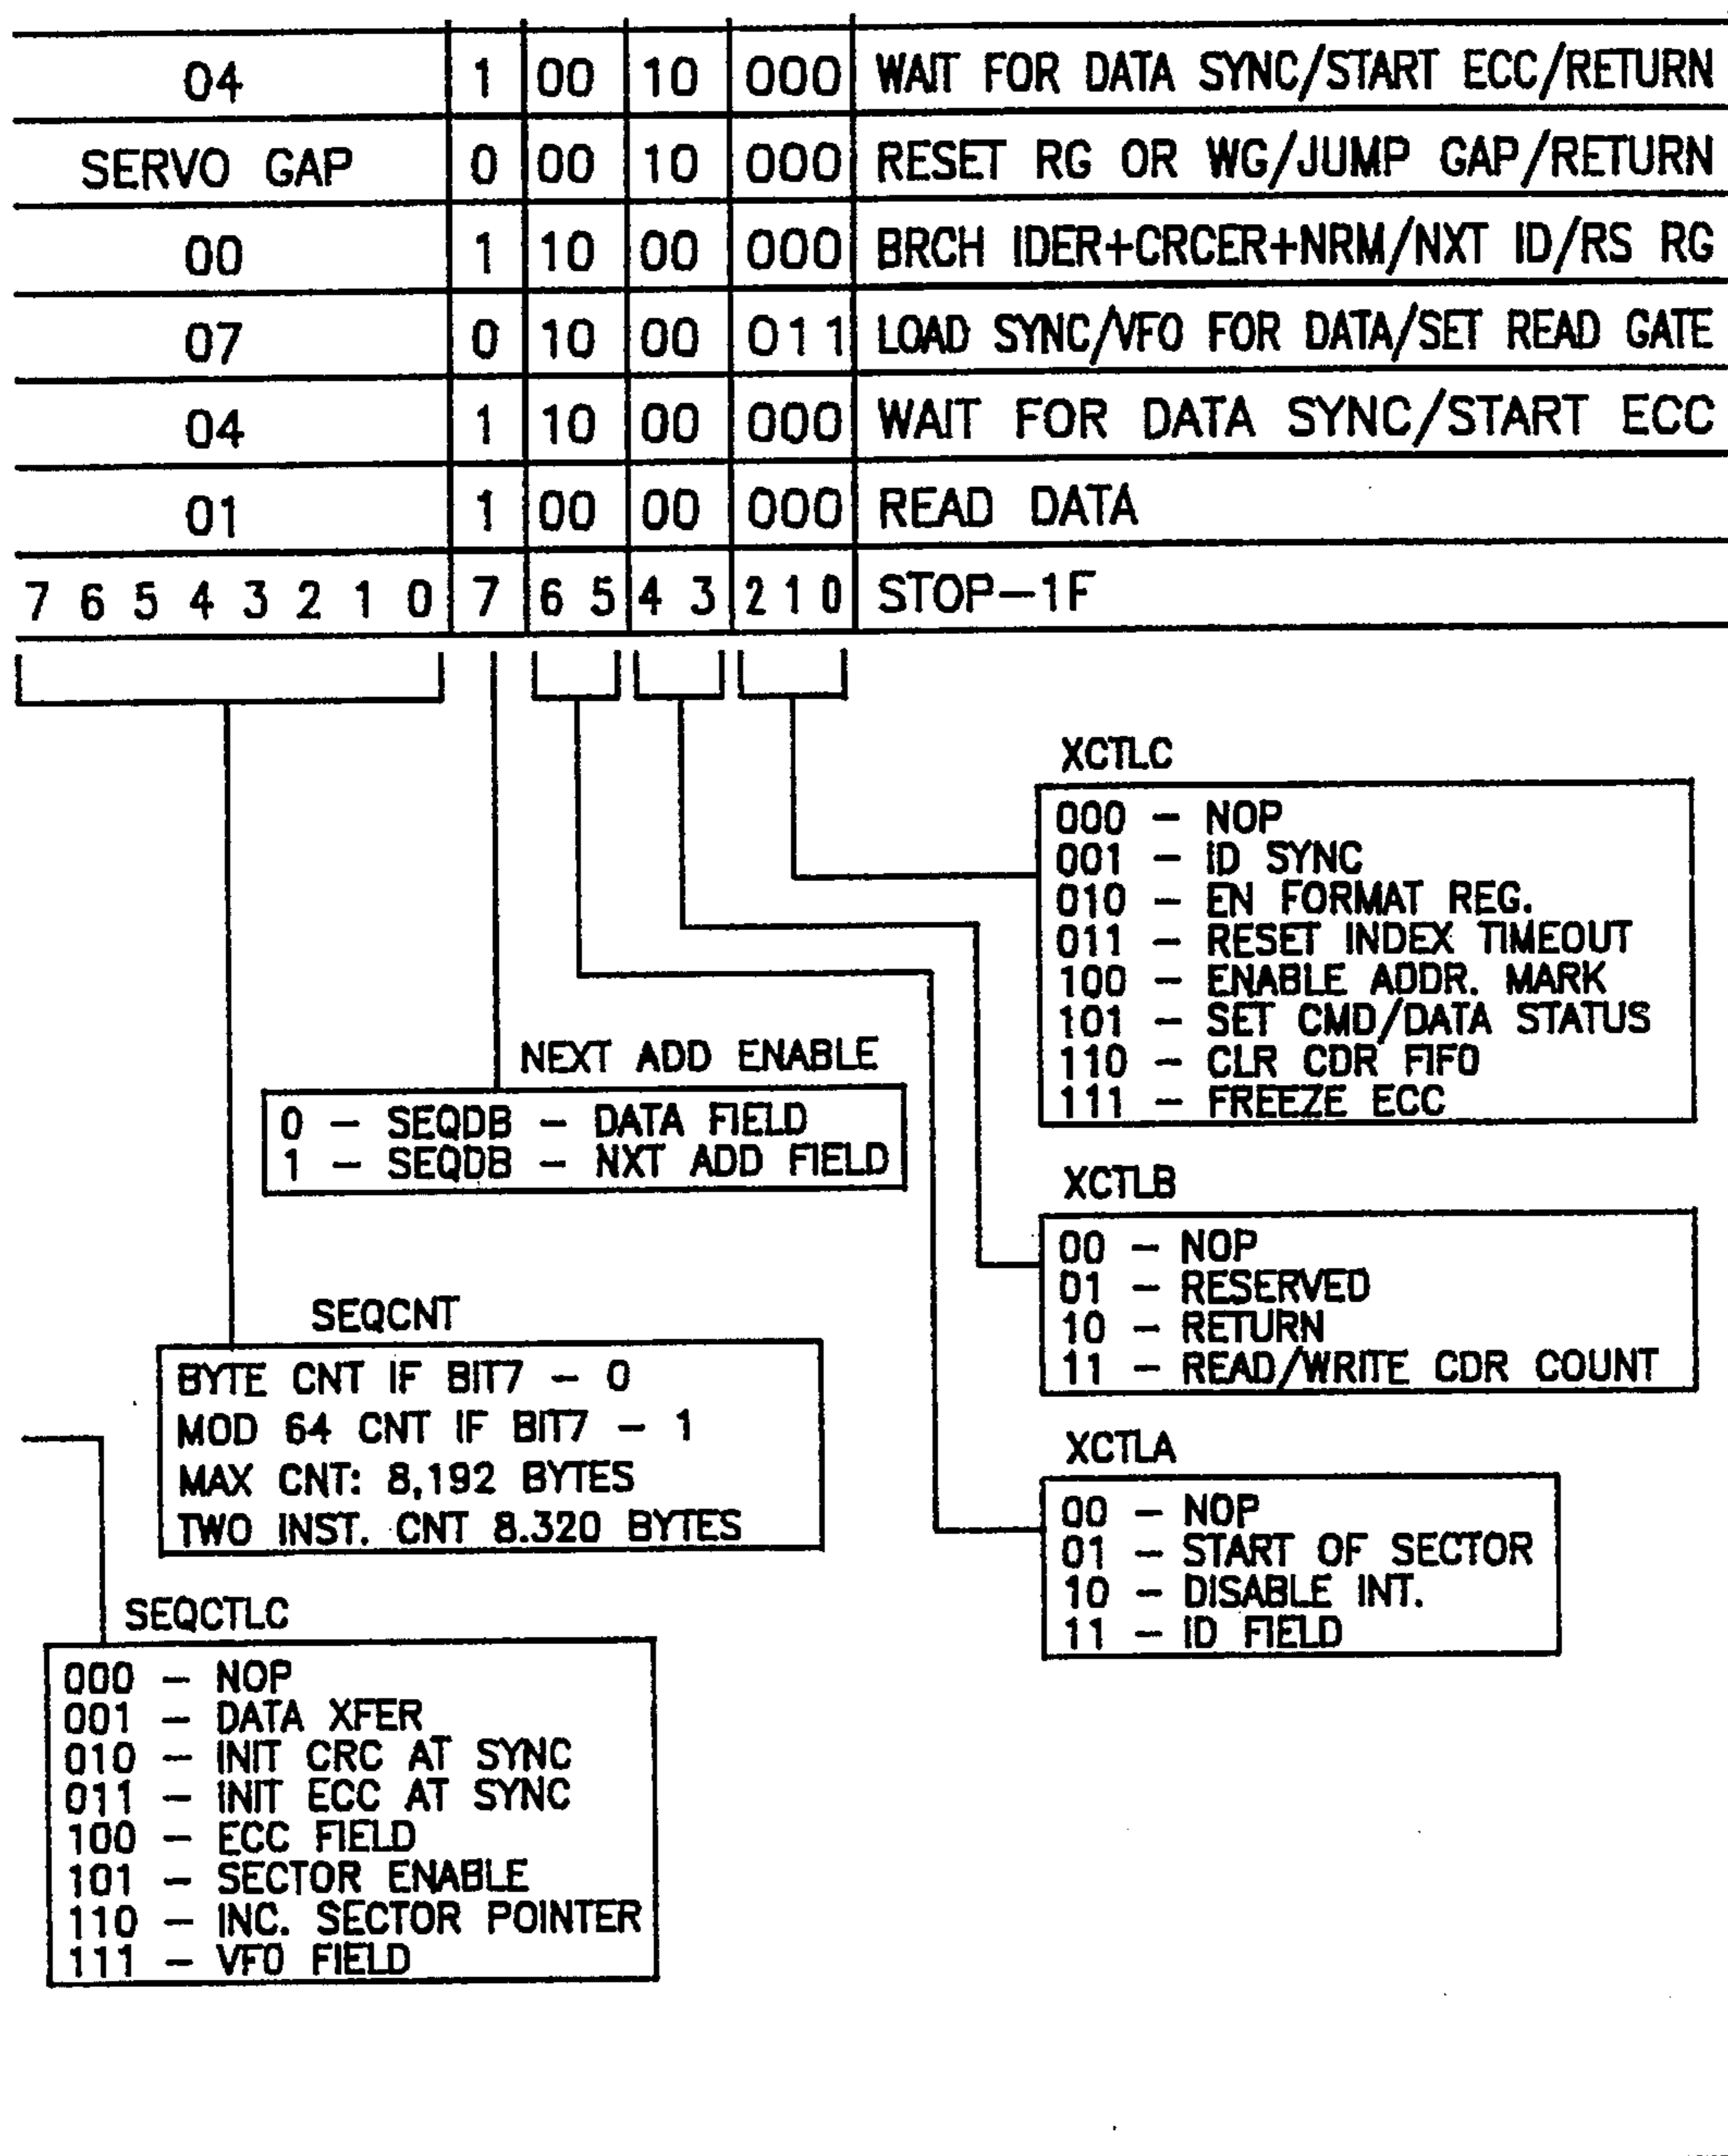 04 1 00 10 000 WAIT FOR DATA SYNC/START ECC/RETURN
SERVO GAP 0 00 10 000 RESET RG OR WG/JUMP GAP/RETURN
00 1 10 00 000 BRCH IDER+CRCER+NRM/NXT ID/RS RG
07 0 10 00 011 LOAD SYNC/VFO FOR DATA/SET READ GATE
04 1 10 00 000 WAIT FOR DATA SYNC/START ECC
01 1 00 00 000 READ DATA
7 6 5 4 3 2 1 0 7 6 5 4 3 2 1 0 STOP-1F
XCTLC
000 - NOP
001 - ID SYNC
010 - EN FORMAT REG.
011 - RESET INDEX TIMEOUT
100 - ENABLE ADDR. MARK
101 - SET CMD/DATA STATUS
110 - CLR CDR FIFO
111 - FREEZE ECC
NEXT ADD ENABLE
0 - SEQDB - DATA FIELD
1 - SEQDB - NXT ADD FIELD
XCTLB
00 - NOP
01 - RESERVED
10 - RETURN
11 - READ/WRITE CDR COUNT
SEQCNT
BYTE CNT IF BIT7 - 0
MOD 64 CNT IF BIT7 - 1
MAX CNT: 8,192 BYTES
TWO INST. CNT 8.320 BYTES
XCTLA
00 - NOP
01 - START OF SECTOR
10 - DISABLE INT.
11 - ID FIELD
SEQCTLC
000 - NOP
001 - DATA XFER
010 - INIT CRC AT SYNC
011 - INIT ECC AT SYNC
100 - ECC FIELD
101 - SECTOR ENABLE
110 - INC. SECTOR POINTER
111 - VFO FIELD